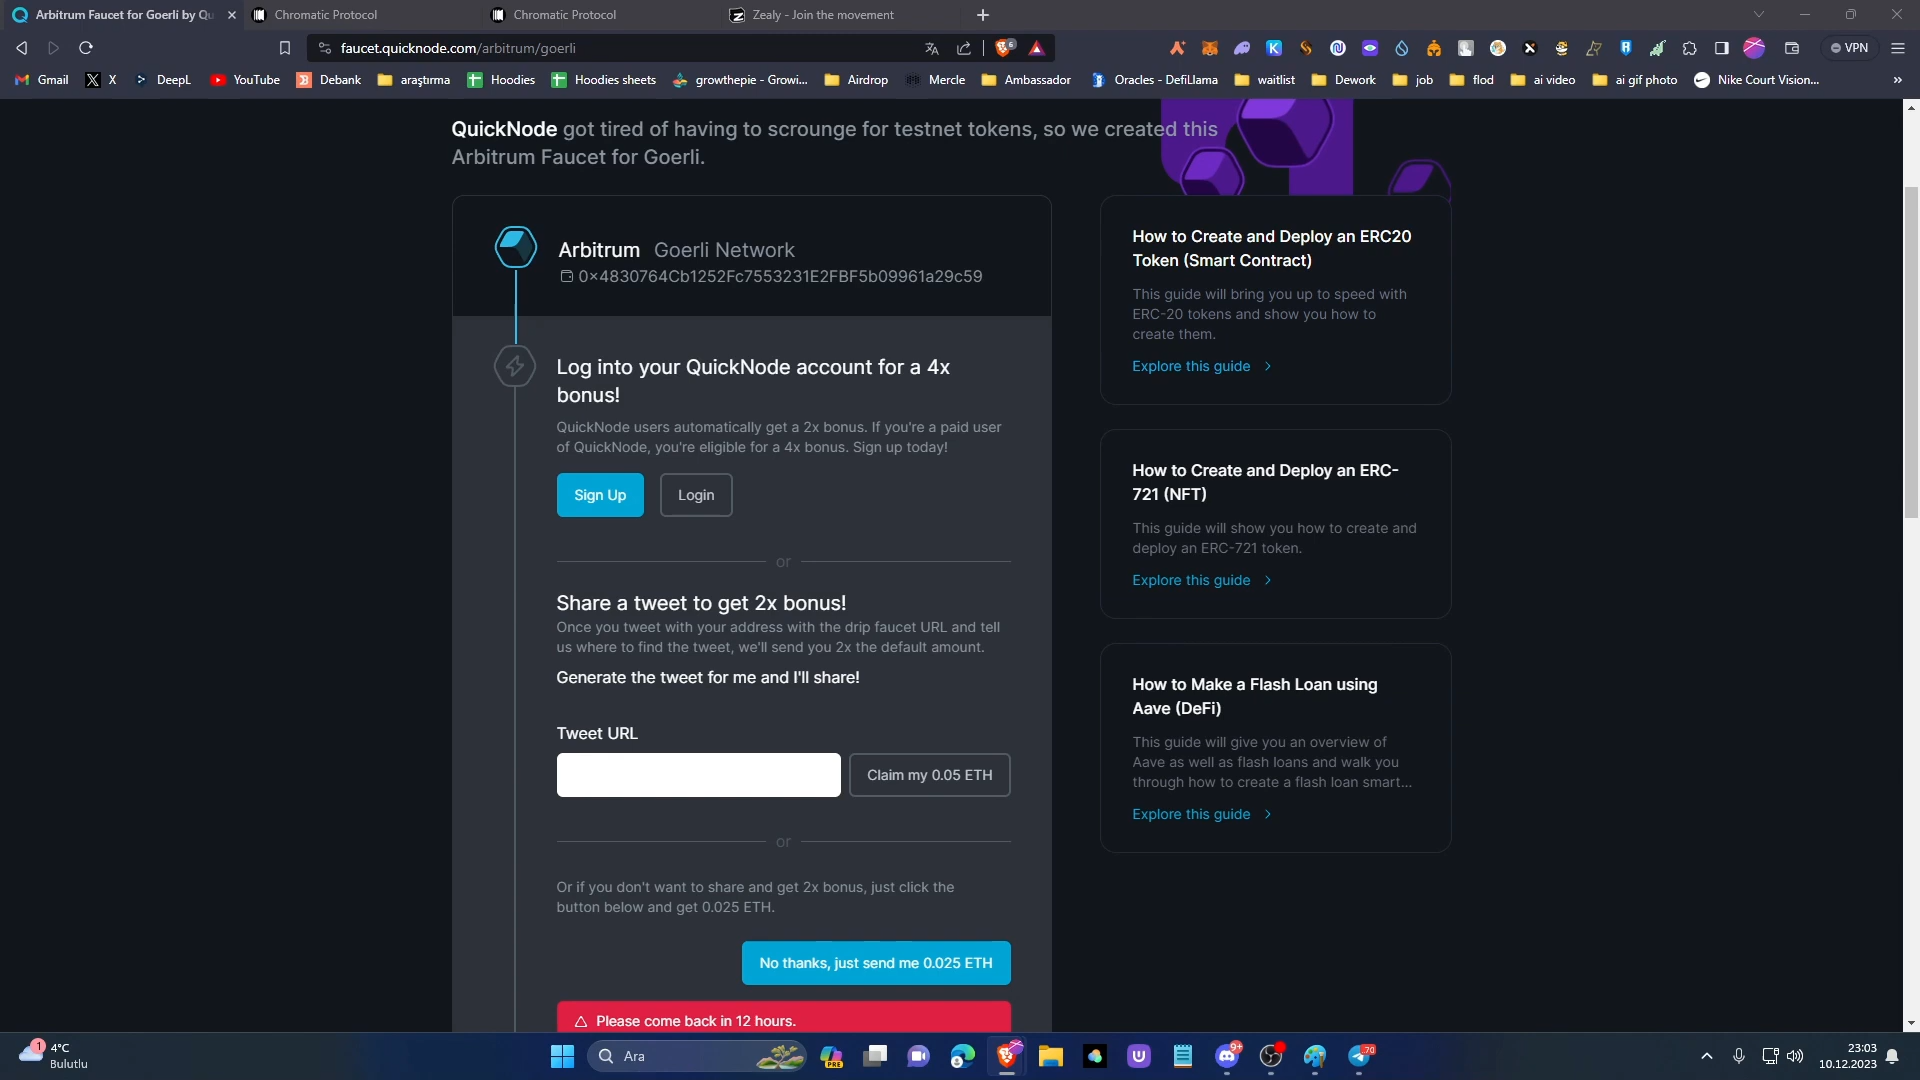 Arbitrum Faucet for Goerli by Qu
Chromatic Protocol
Chromatic Protocol
Zealy - Join the movement
faucet.quicknode.com/arbitrum/goerli
6
VPN
Gmail
X
DeepL
YouTube
Debank
araştırma
Hoodies
Hoodies sheets
growthepie - Growi...
Airdrop
Mercle
Ambassador
Oracles - DefiLlama
waitlist
Dework
job
flod
ai video
ai gif photo
Nike Court Vision...
QuickNode got tired of having to scrounge for testnet tokens, so we created this
Arbitrum Faucet for Goerli.
Arbitrum Goerli Network
0×4830764Cb1252Fc7553231E2FBF5b09961a29c59
Log into your QuickNode account for a 4x
bonus!
QuickNode users automatically get a 2x bonus. If you're a paid user
of QuickNode, you're eligible for a 4x bonus. Sign up today!
Sign Up
Login
or
Share a tweet to get 2x bonus!
Once you tweet with your address with the drip faucet URL and tell
us where to find the tweet, we'll send you 2x the default amount.
Generate the tweet for me and I'll share!
Tweet URL
Claim my 0.05 ETH
or
Or if you don't want to share and get 2x bonus, just click the
button below and get 0.025 ETH.
No thanks, just send me 0.025 ETH
Please come back in 12 hours.
How to Create and Deploy an ERC20
Token (Smart Contract)
This guide will bring you up to speed with
ERC-20 tokens and show you how to
create them.
Explore this guide
How to Create and Deploy an ERC-
721 (NFT)
This guide will show you how to create and
deploy an ERC-721 token.
Explore this guide
How to Make a Flash Loan using
Aave (DeFi)
This guide will give you an overview of
Aave as well as flash loans and walk you
through how to create a flash loan smart...
Explore this guide
1
4°C
Bulutlu
Ara
PRE
9+
70
23:03
10.12.2023